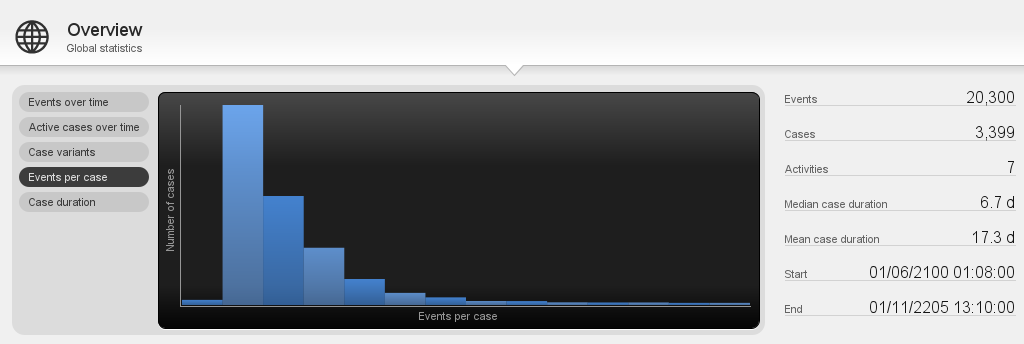 Overview
Global statistics
Events over time
Active cases over time
Case variants
Events per case
Case duration
Number of cases
Events per case
Events 20,300
Cases 3,399
Activities 7
Median case duration 6.7 d
Mean case duration 17.3 d
Start 01/06/2100 01:08:00
End 01/11/2205 13:10:00